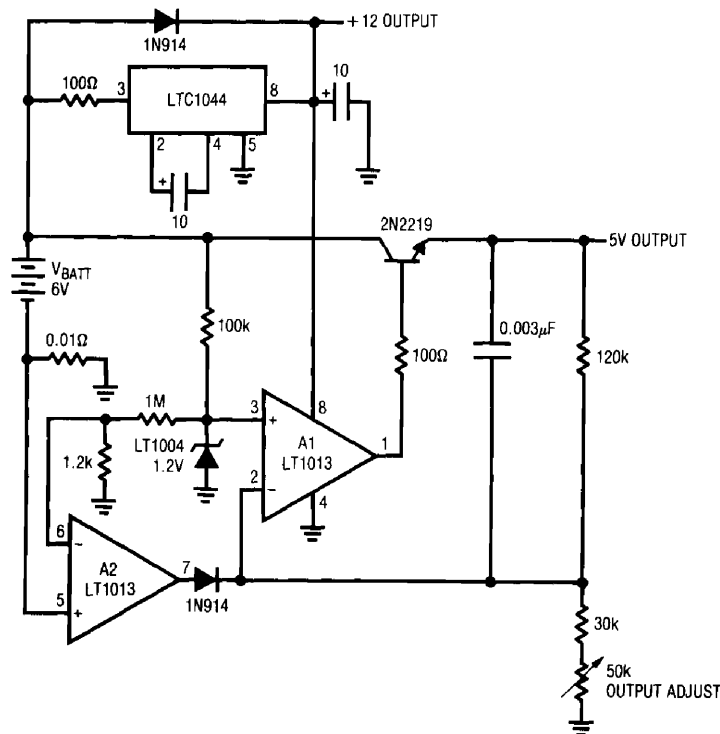 +12 OUTPUT
1N914
100Ω
3
LTC1044
8
+
10
2
4
5
+
10
2N2219
5V OUTPUT
VBATT
6V
100k
100Ω
0.003μF
120k
0.01Ω
1M
3
+
8
A1
LT1013
1
LT1004
1.2V
1.2k
2
−
4
6
−
A2
LT1013
7
5
+
1N914
30k
50k
OUTPUT ADJUST